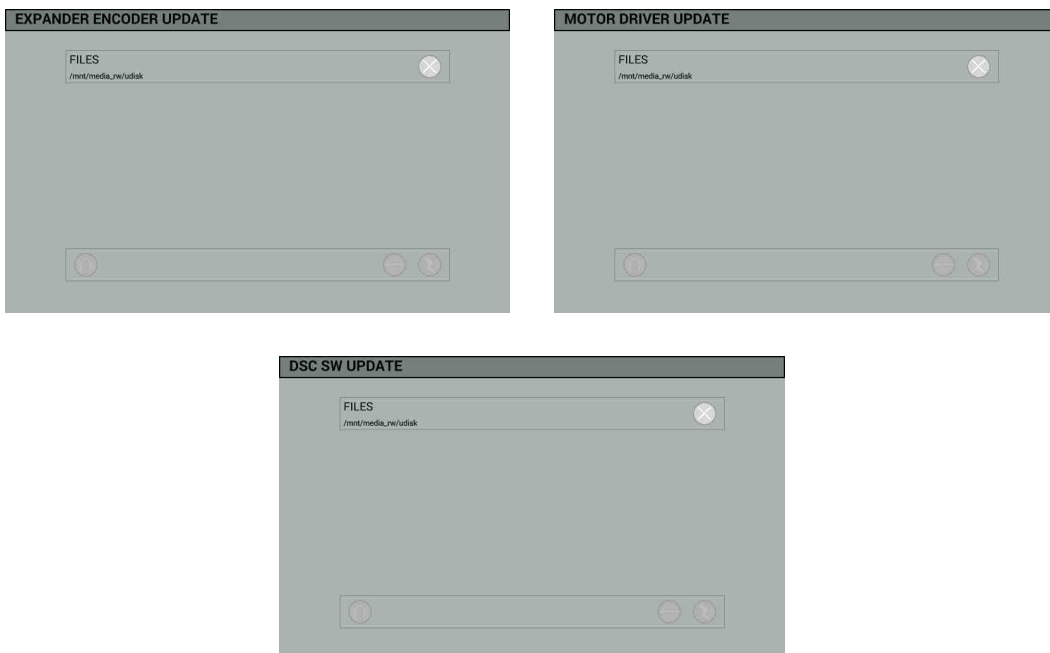 EXPANDER ENCODER UPDATE
FILES
/mnt/media_rw/udisk
MOTOR DRIVER UPDATE
FILES
/mnt/media_rw/udisk
DSC SW UPDATE
FILES
/mnt/media_rw/udisk